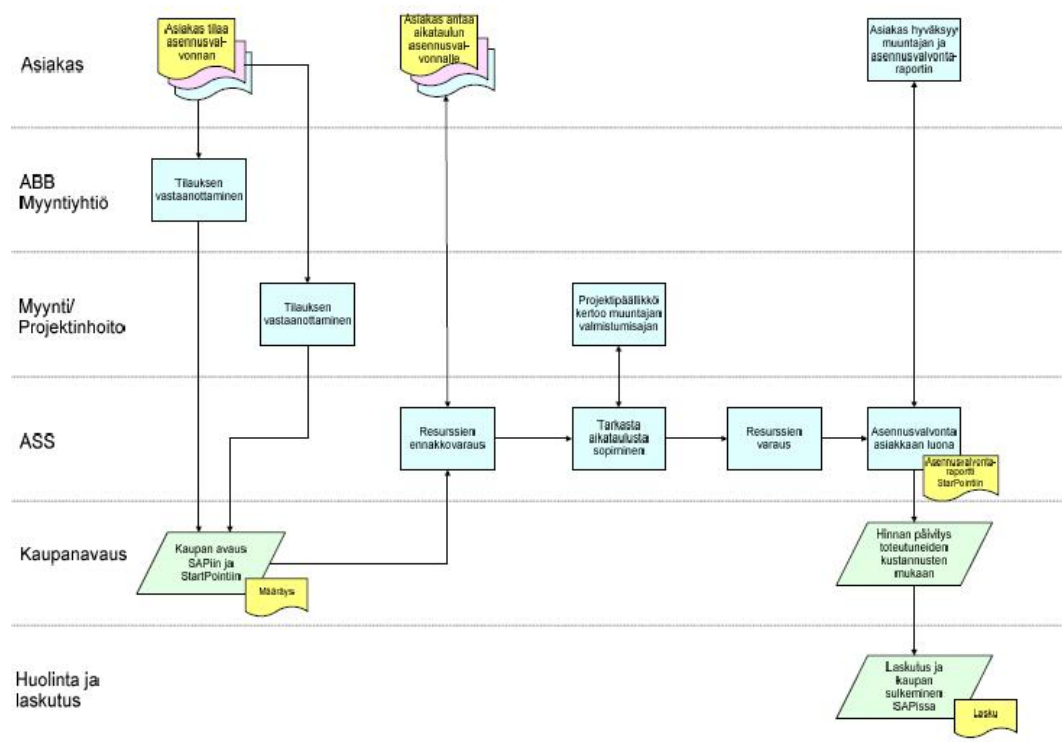 Asiakas
Asiakas tilaa
asennusval-
vonnan
Asiakas antaa
aikataulun
asennusval-
vonnalle
Asiakas hyväksyy
muuntajan ja
asennusvalvonta-
raportin
ABB
Myyntiyhtiö
Tilauksen
vastaanottaminen
Myynti/
Projektinhoito
Tilauksen
vastaanottaminen
Projektipäällikkö
kertoo muuntajan
valmistumisajan
ASS
Resurssien
ennakkovaraus
Tarkasta
aikataulusta
sopiminen
Resurssien
varaus
Asennusvalvonta
asiakkaan luona
Asennusvalvonta-
raportti
StarPointiin
Kaupanavaus
Kaupan avaus
SAPiin ja
StartPointiin
Määräys
Hinnan päivitys
toteutuneiden
kustannusten
mukaan
Huolinta ja
laskutus
Laskutus ja
kaupan
sulkeminen
SAPissa
Lasku